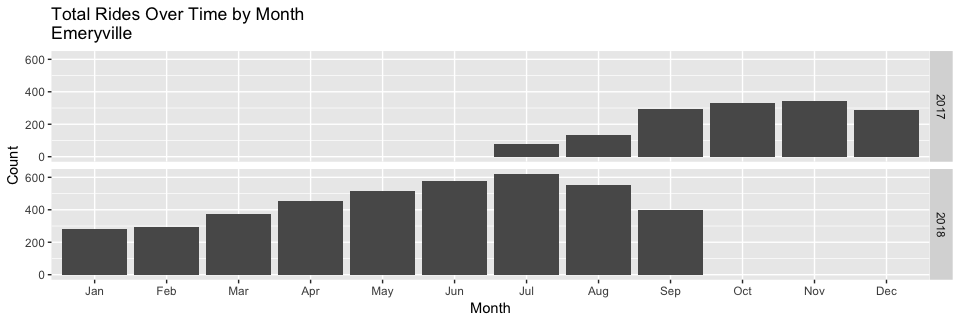 Total Rides Over Time by Month
Emeryville
600
400
200
0
2017
Count
600
400
200
0
2018
Jan Feb Mar Apr May Jun Jul Aug Sep Oct Nov Dec
Month